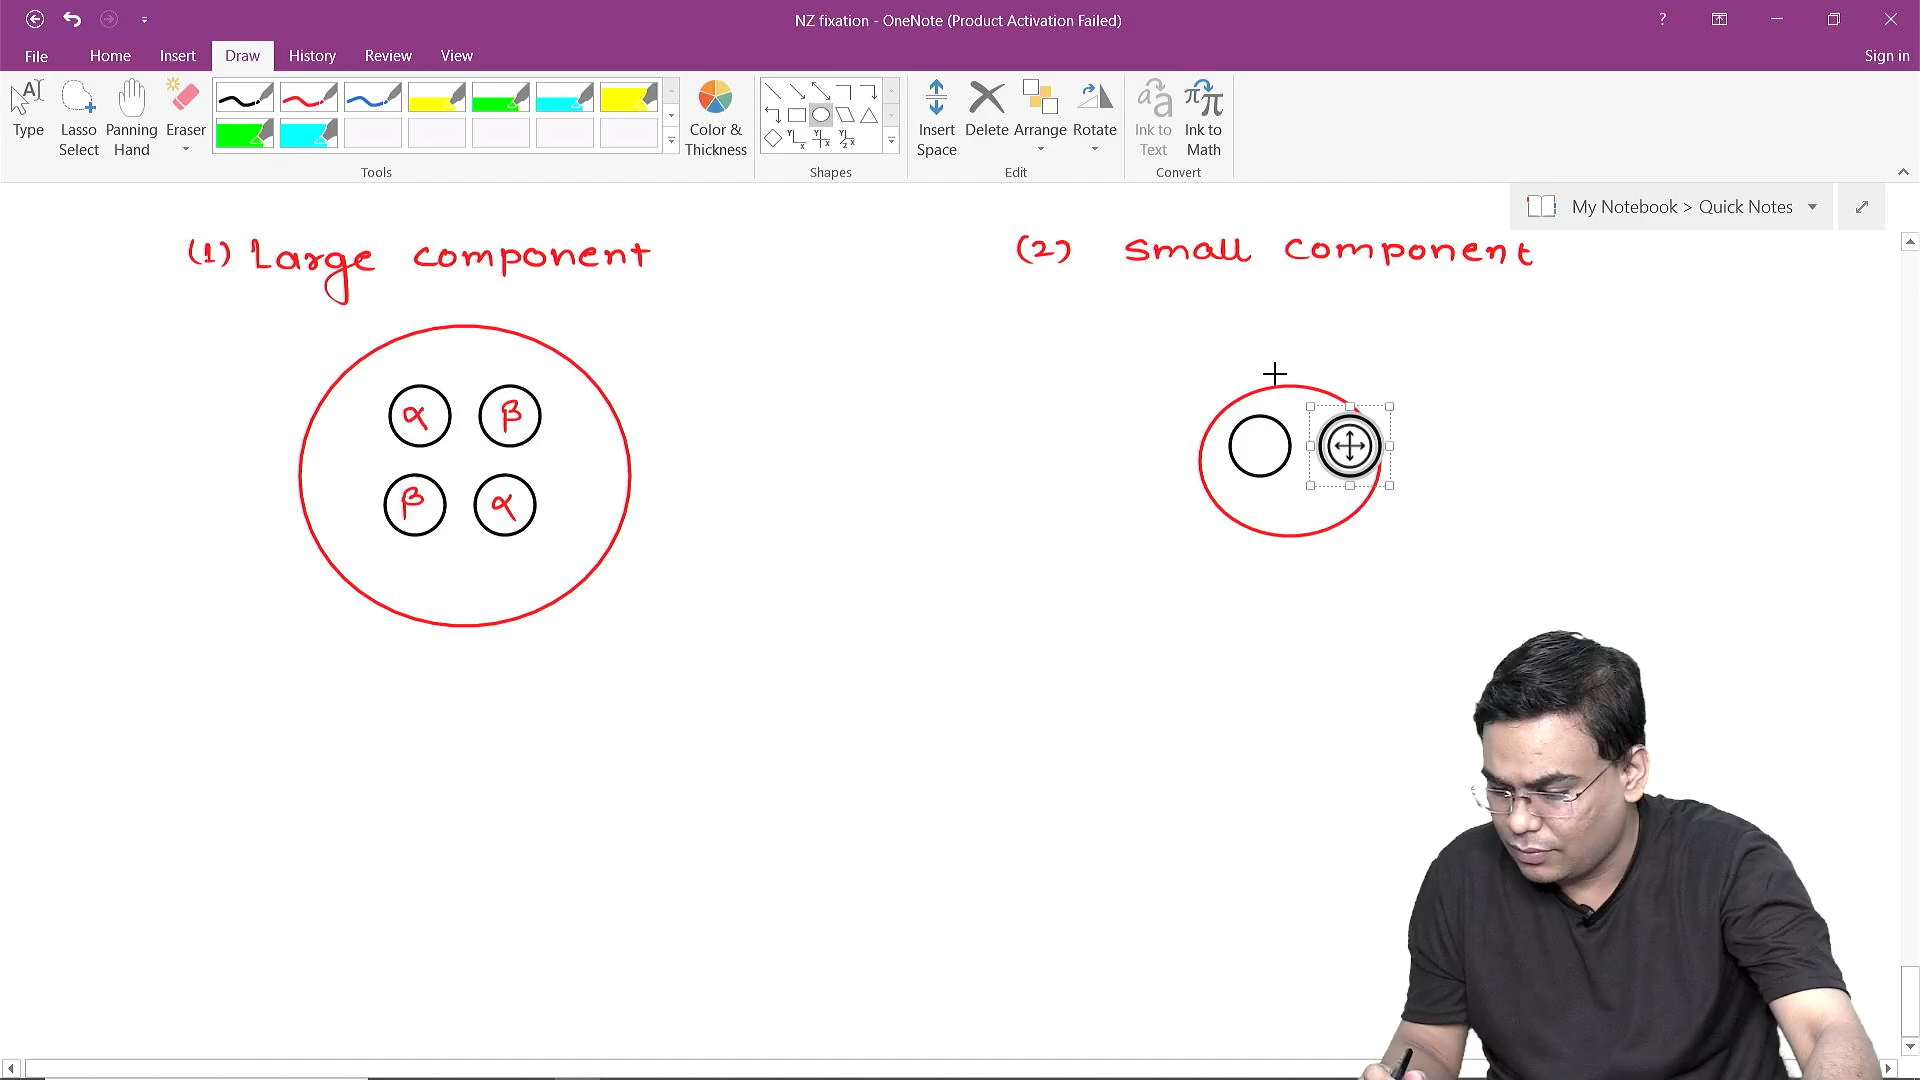 NZ fixation - OneNote (Product Activation Failed)
?
File Home Insert Draw History Review View
Sign in
Type
Lasso Select
Panning Hand
Eraser
Color & Thickness
Insert Space
Delete
Arrange
Rotate
Ink to Text
Ink to Math
Tools
Shapes
Edit
Convert
My Notebook > Quick Notes
(1) Large component
(2) Small component
α β
β α